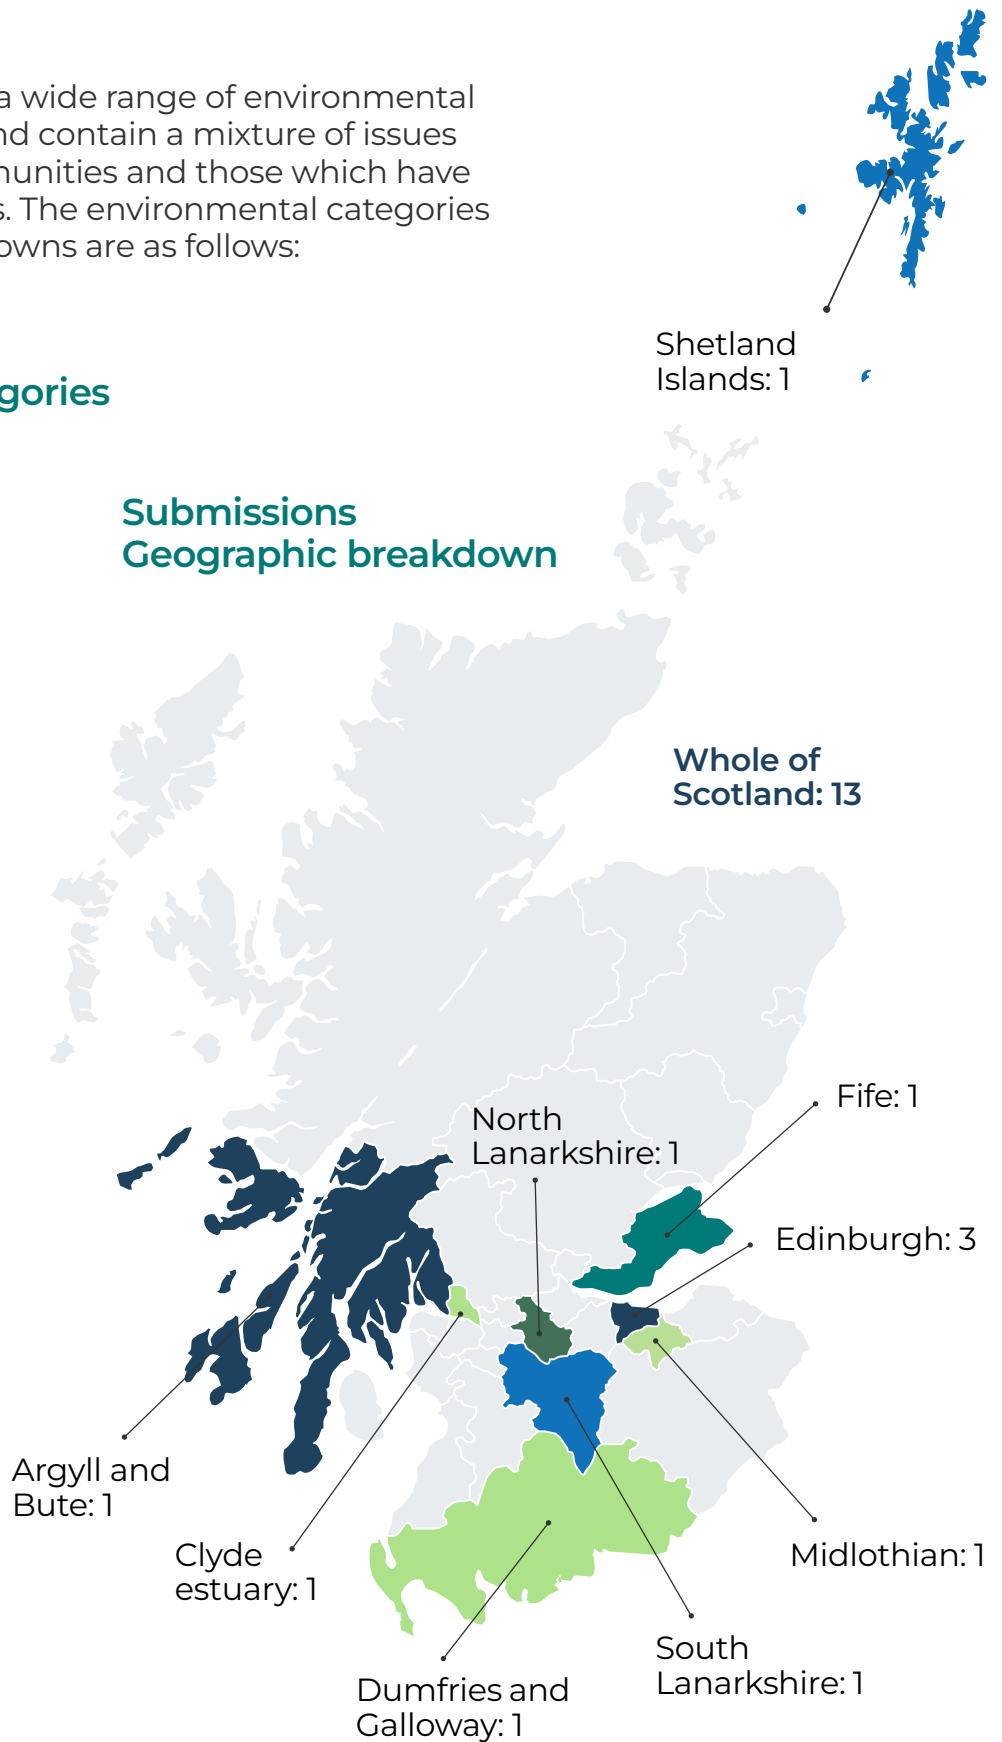 a wide range of environmental
nd contain a mixture of issues
nunities and those which have
s. The environmental categories
owns are as follows:
gories
Submissions
Geographic breakdown
Shetland
Islands: 1
Whole of
Scotland: 13
North
Lanarkshire: 1
Fife: 1
Edinburgh: 3
Argyll and
Bute: 1
Clyde
estuary: 1
Midlothian: 1
South
Lanarkshire: 1
Dumfries and
Galloway: 1